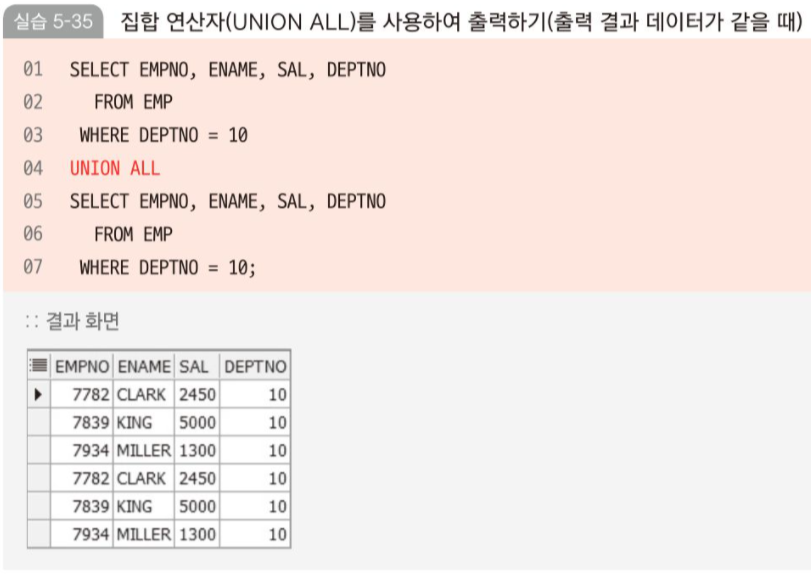 실습 5-35 집합 연산자(UNION ALL)를 사용하여 출력하기(출력 결과 데이터가 같을 때)
01 SELECT EMPNO, ENAME, SAL, DEPTNO
02 FROM EMP
03 WHERE DEPTNO = 10
04 UNION ALL
05 SELECT EMPNO, ENAME, SAL, DEPTNO
06 FROM EMP
07 WHERE DEPTNO = 10;
:: 결과 화면
EMPNO ENAME SAL DEPTNO
7782 CLARK 2450 10
7839 KING 5000 10
7934 MILLER 1300 10
7782 CLARK 2450 10
7839 KING 5000 10
7934 MILLER 1300 10